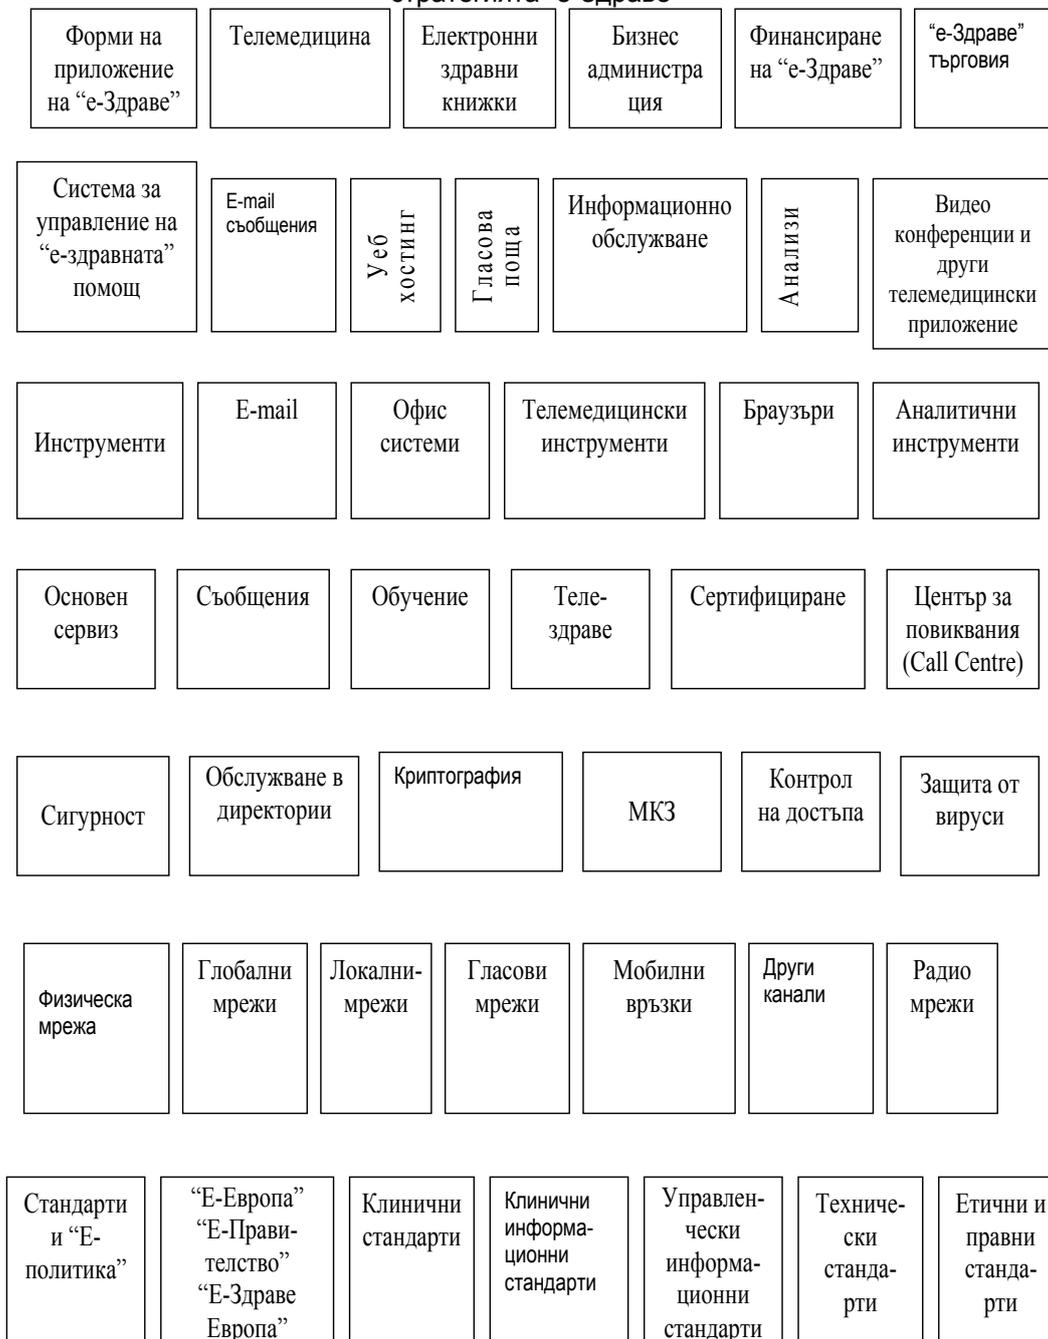 стратегията “е-здраве”
Форми на
приложение
на “е-Здраве”
Телемедицина
Електронни
здравни
книжки
Бизнес
администра
ция
Финансиране
на “е-Здраве”
“е-Здраве”
търговия
Система за
управление на
“е-здравната”
помощ
E-mail
съобщения
Уеб
хостинг
Гласова
поща
Информационно
обслужване
Анализи
Видео
конференции и
други
телемедицински
приложение
Инструменти
E-mail
Офис
системи
Телемедицински
инструменти
Браузъри
Аналитични
инструменти
Основен
сервиз
Съобщения
Обучение
Теле-
здраве
Сертифициране
Център за
повиквания
(Call Centre)
Сигурност
Обслужване в
директории
Криптография
МКЗ
Контрол
на достъпа
Защита от
вируси
Физическа
мрежа
Глобални
мрежи
Локални-
мрежи
Гласови
мрежи
Мобилни
връзки
Други
канали
Радио
мрежи
Стандарти
и “Е-
политика”
“Е-Европа”
“Е-Прави-
телство”
“Е-Здраве
Европа”
Клинични
стандарти
Клинични
информа-
ционни
стандарти
Управлен-
чески
информа-
ционни
стандарти
Техниче-
ски
станда-
рти
Етични и
правни
станда-
рти